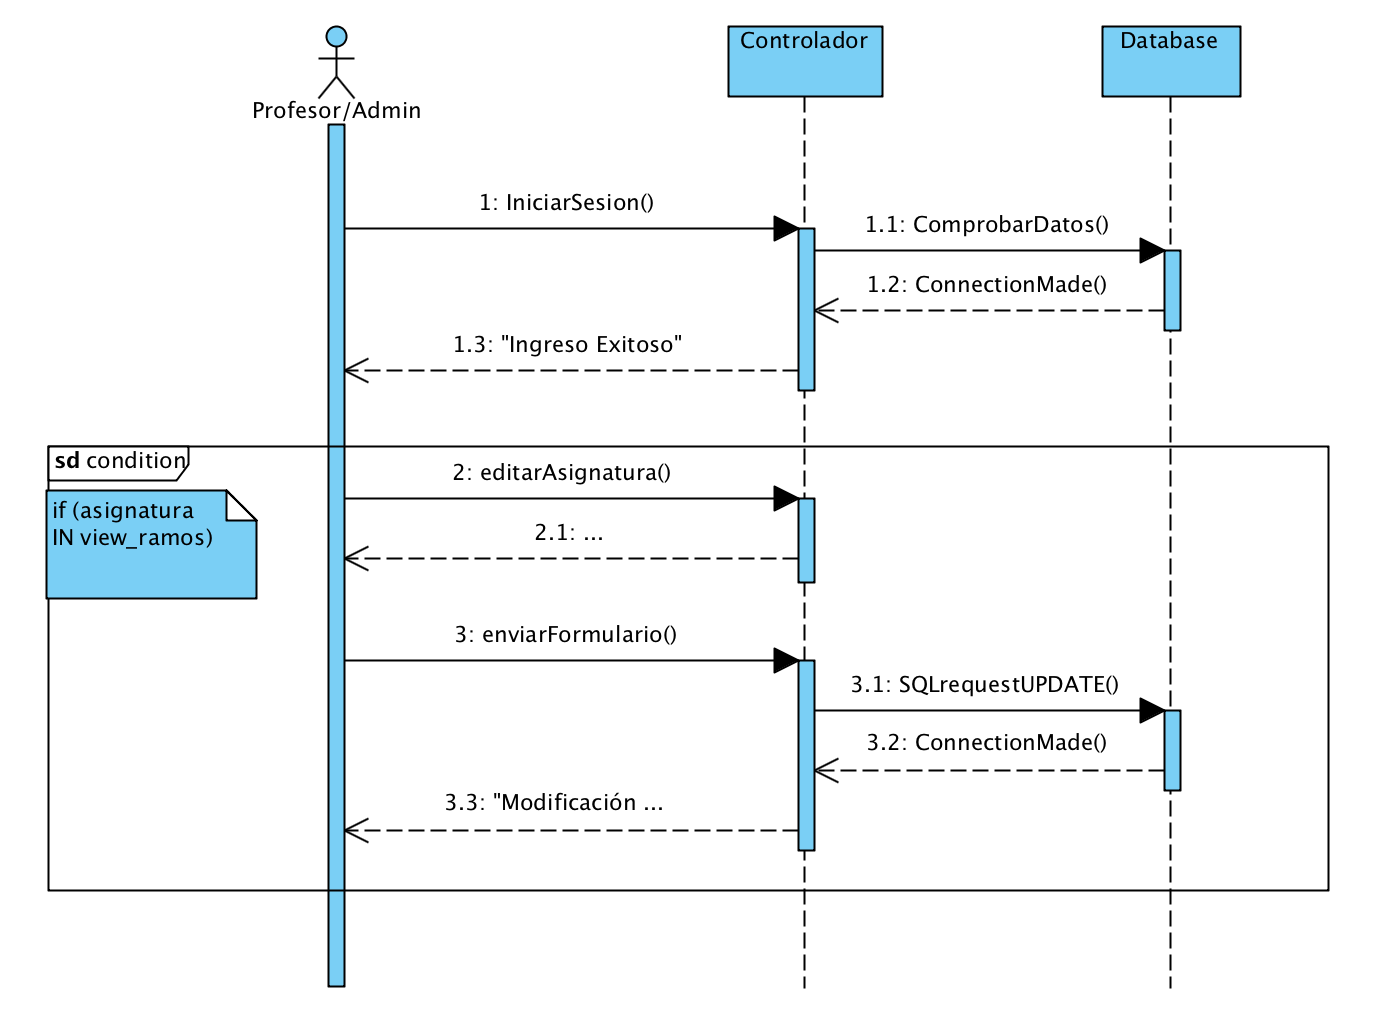 Controlador
Database
Profesor/Admin
1: IniciarSesion()
1.1: ComprobarDatos()
1.2: ConnectionMade()
1.3: "Ingreso Exitoso"
sd condition
if (asignatura
IN view_ramos)
2: editarAsignatura()
2.1: ...
3: enviarFormulario()
3.1: SQLrequestUPDATE()
3.2: ConnectionMade()
3.3: "Modificación ...